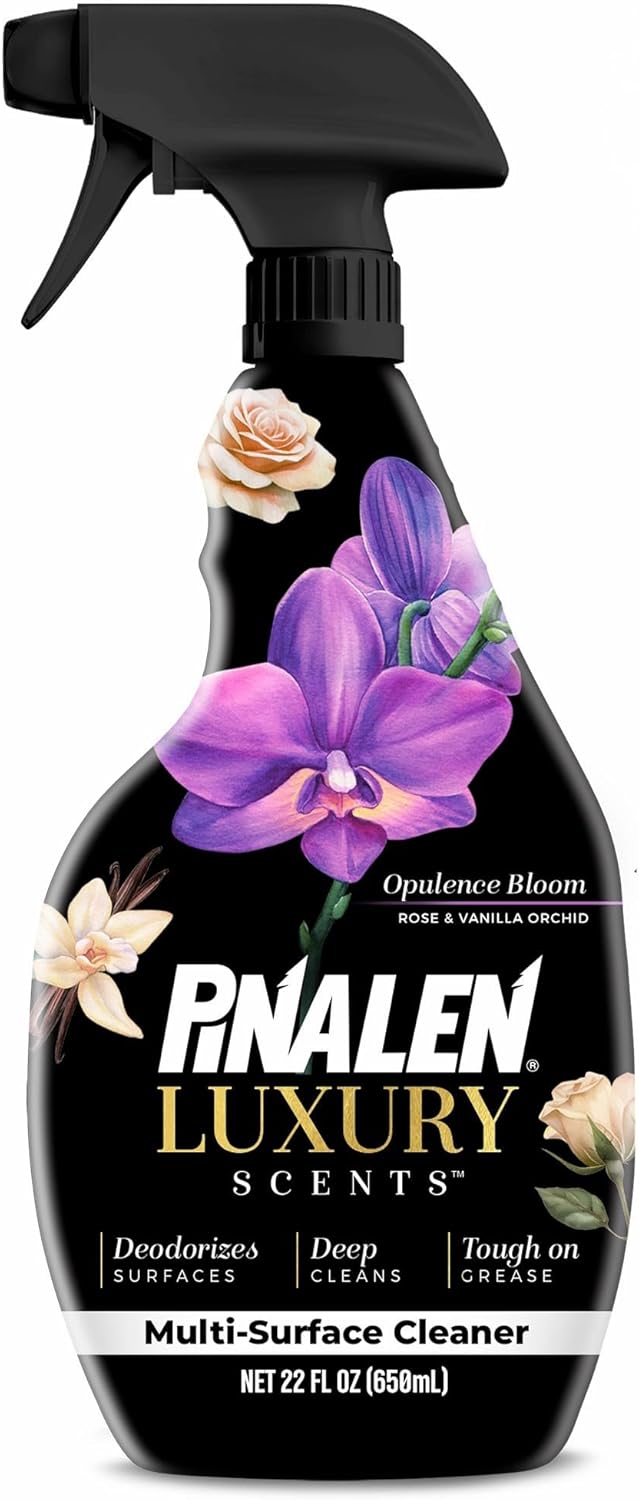 Opulence Bloom
ROSE & VANILLA ORCHID
PINALEN®
LUXURY
SCENTS™
Deodorizes
SURFACES
Deep
CLEANS
Tough on
GREASE
Multi-Surface Cleaner
NET 22 FL OZ (650mL)